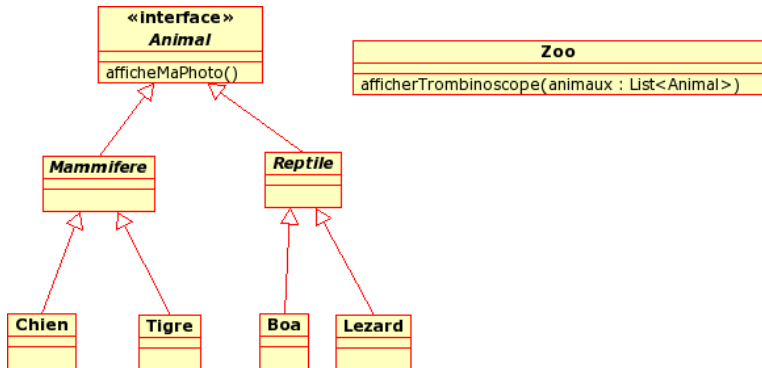 «interface»
Animal
afficheMaPhoto()
Zoo
afficherTrombinoscope(animaux : List<Animal>)
Mammifere
Reptile
Chien
Tigre
Boa
Lezard